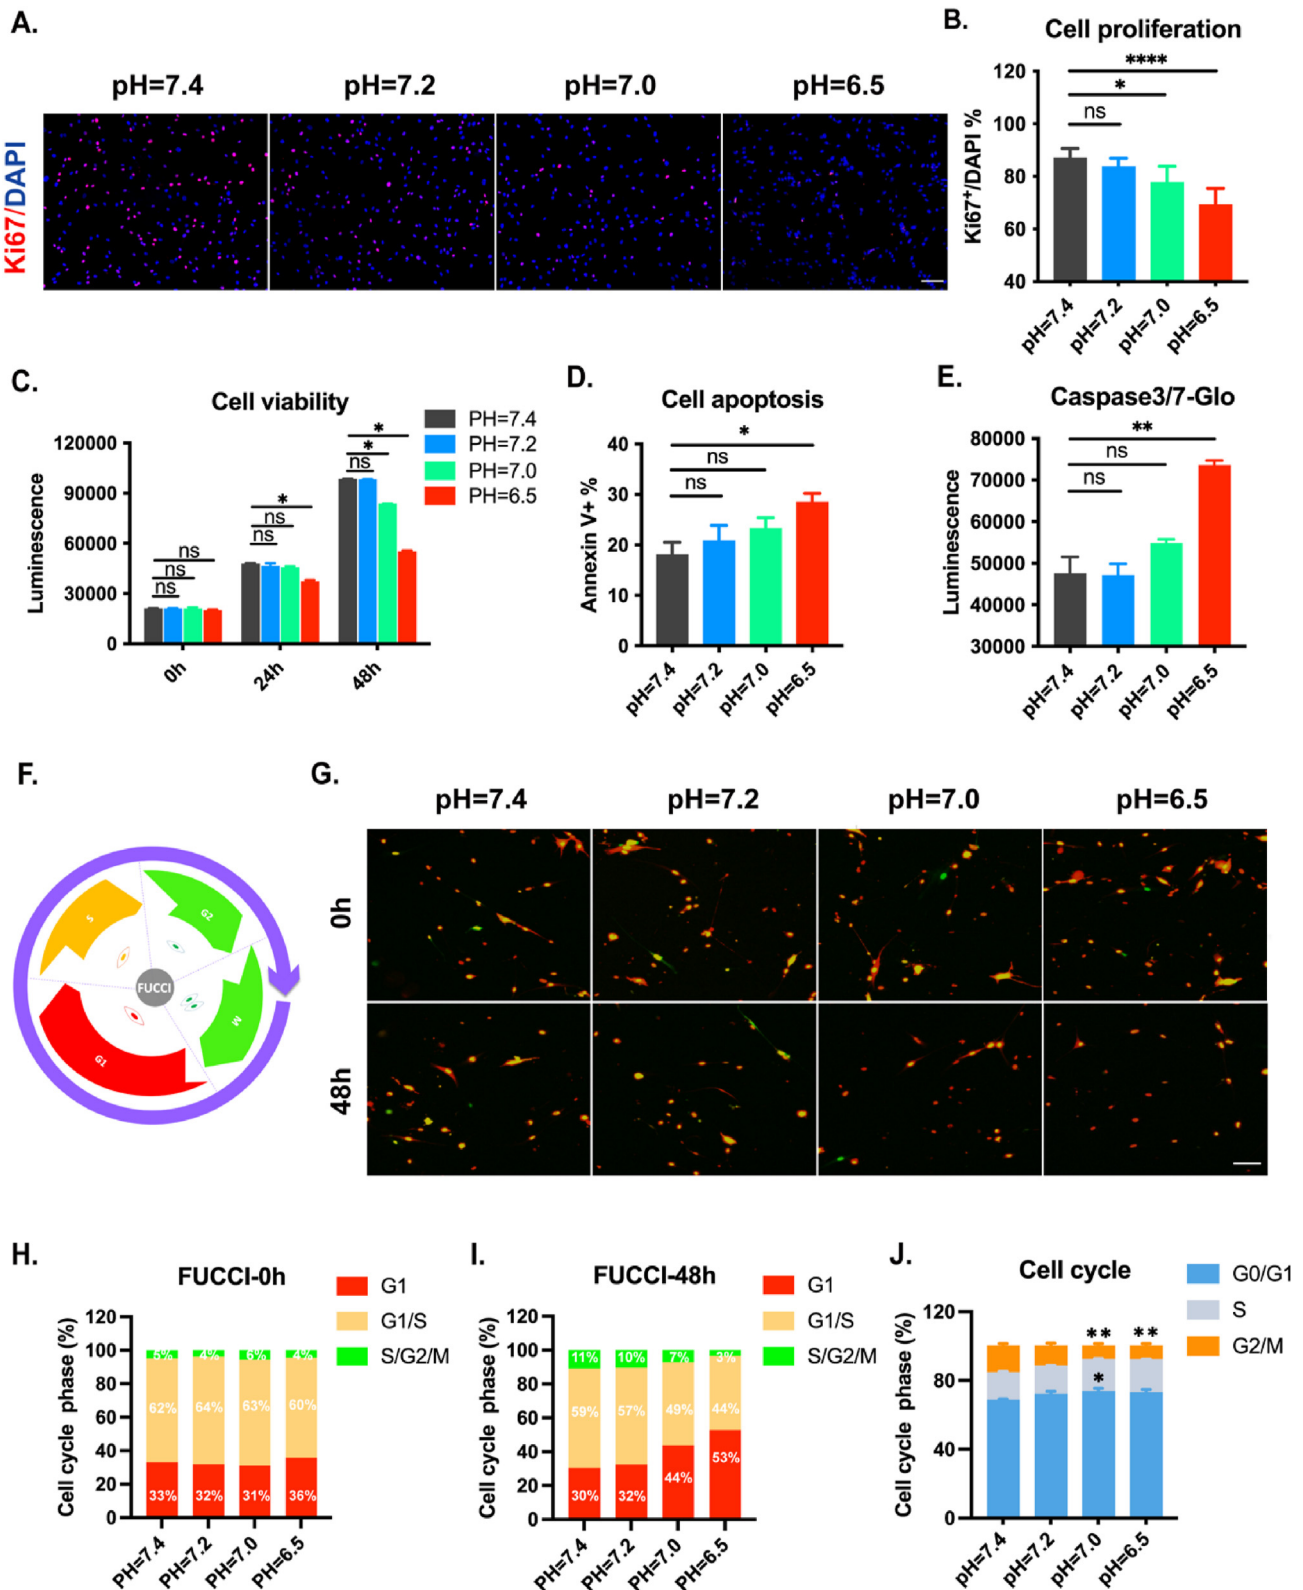 A.
pH=7.4 pH=7.2 pH=7.0 pH=6.5
Ki67/DAPI
B.
Cell proliferation
Ki67+/DAPI %
120
100
80
60
40
****
*
ns
pH=7.4 pH=7.2 pH=7.0 pH=6.5
C.
Cell viability
PH=7.4
PH=7.2
PH=7.0
PH=6.5
Luminescence
120000
90000
60000
30000
0
ns
ns
ns
*
ns
ns
*
*
ns
0h 24h 48h
D.
Cell apoptosis
Annexin V+ %
40
30
20
10
0
*
ns
ns
pH=7.4 pH=7.2 pH=7.0 pH=6.5
E.
Caspase3/7-Glo
Luminescence
80000
70000
60000
50000
40000
30000
**
ns
ns
pH=7.4 pH=7.2 pH=7.0 pH=6.5
F.
S
G2
M
G1
FUCCI
G.
pH=7.4 pH=7.2 pH=7.0 pH=6.5
0h
48h
H.
FUCCI-0h
G1
G1/S
S/G2/M
Cell cycle phase (%)
120
100
80
60
40
20
0
5% 4% 6% 4%
62% 64% 63% 60%
33% 32% 31% 36%
PH=7.4 PH=7.2 PH=7.0 PH=6.5
I.
FUCCI-48h
G1
G1/S
S/G2/M
Cell cycle phase (%)
120
100
80
60
40
20
0
11% 10% 7% 3%
59% 57% 49% 44%
30% 32% 44% 53%
PH=7.4 PH=7.2 PH=7.0 PH=6.5
J.
Cell cycle
G0/G1
S
G2/M
Cell cycle phase (%)
120
80
40
0
** **
*
pH=7.4 pH=7.2 pH=7.0 pH=6.5